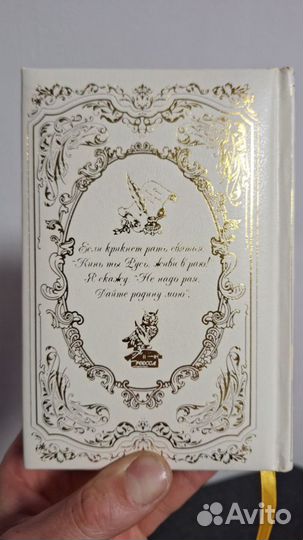 Если крикнет рать святая:
"Кинь ты Русь, живи в раю!"
Я скажу: "Не надо рая,
Дайте родину мою".
Avito